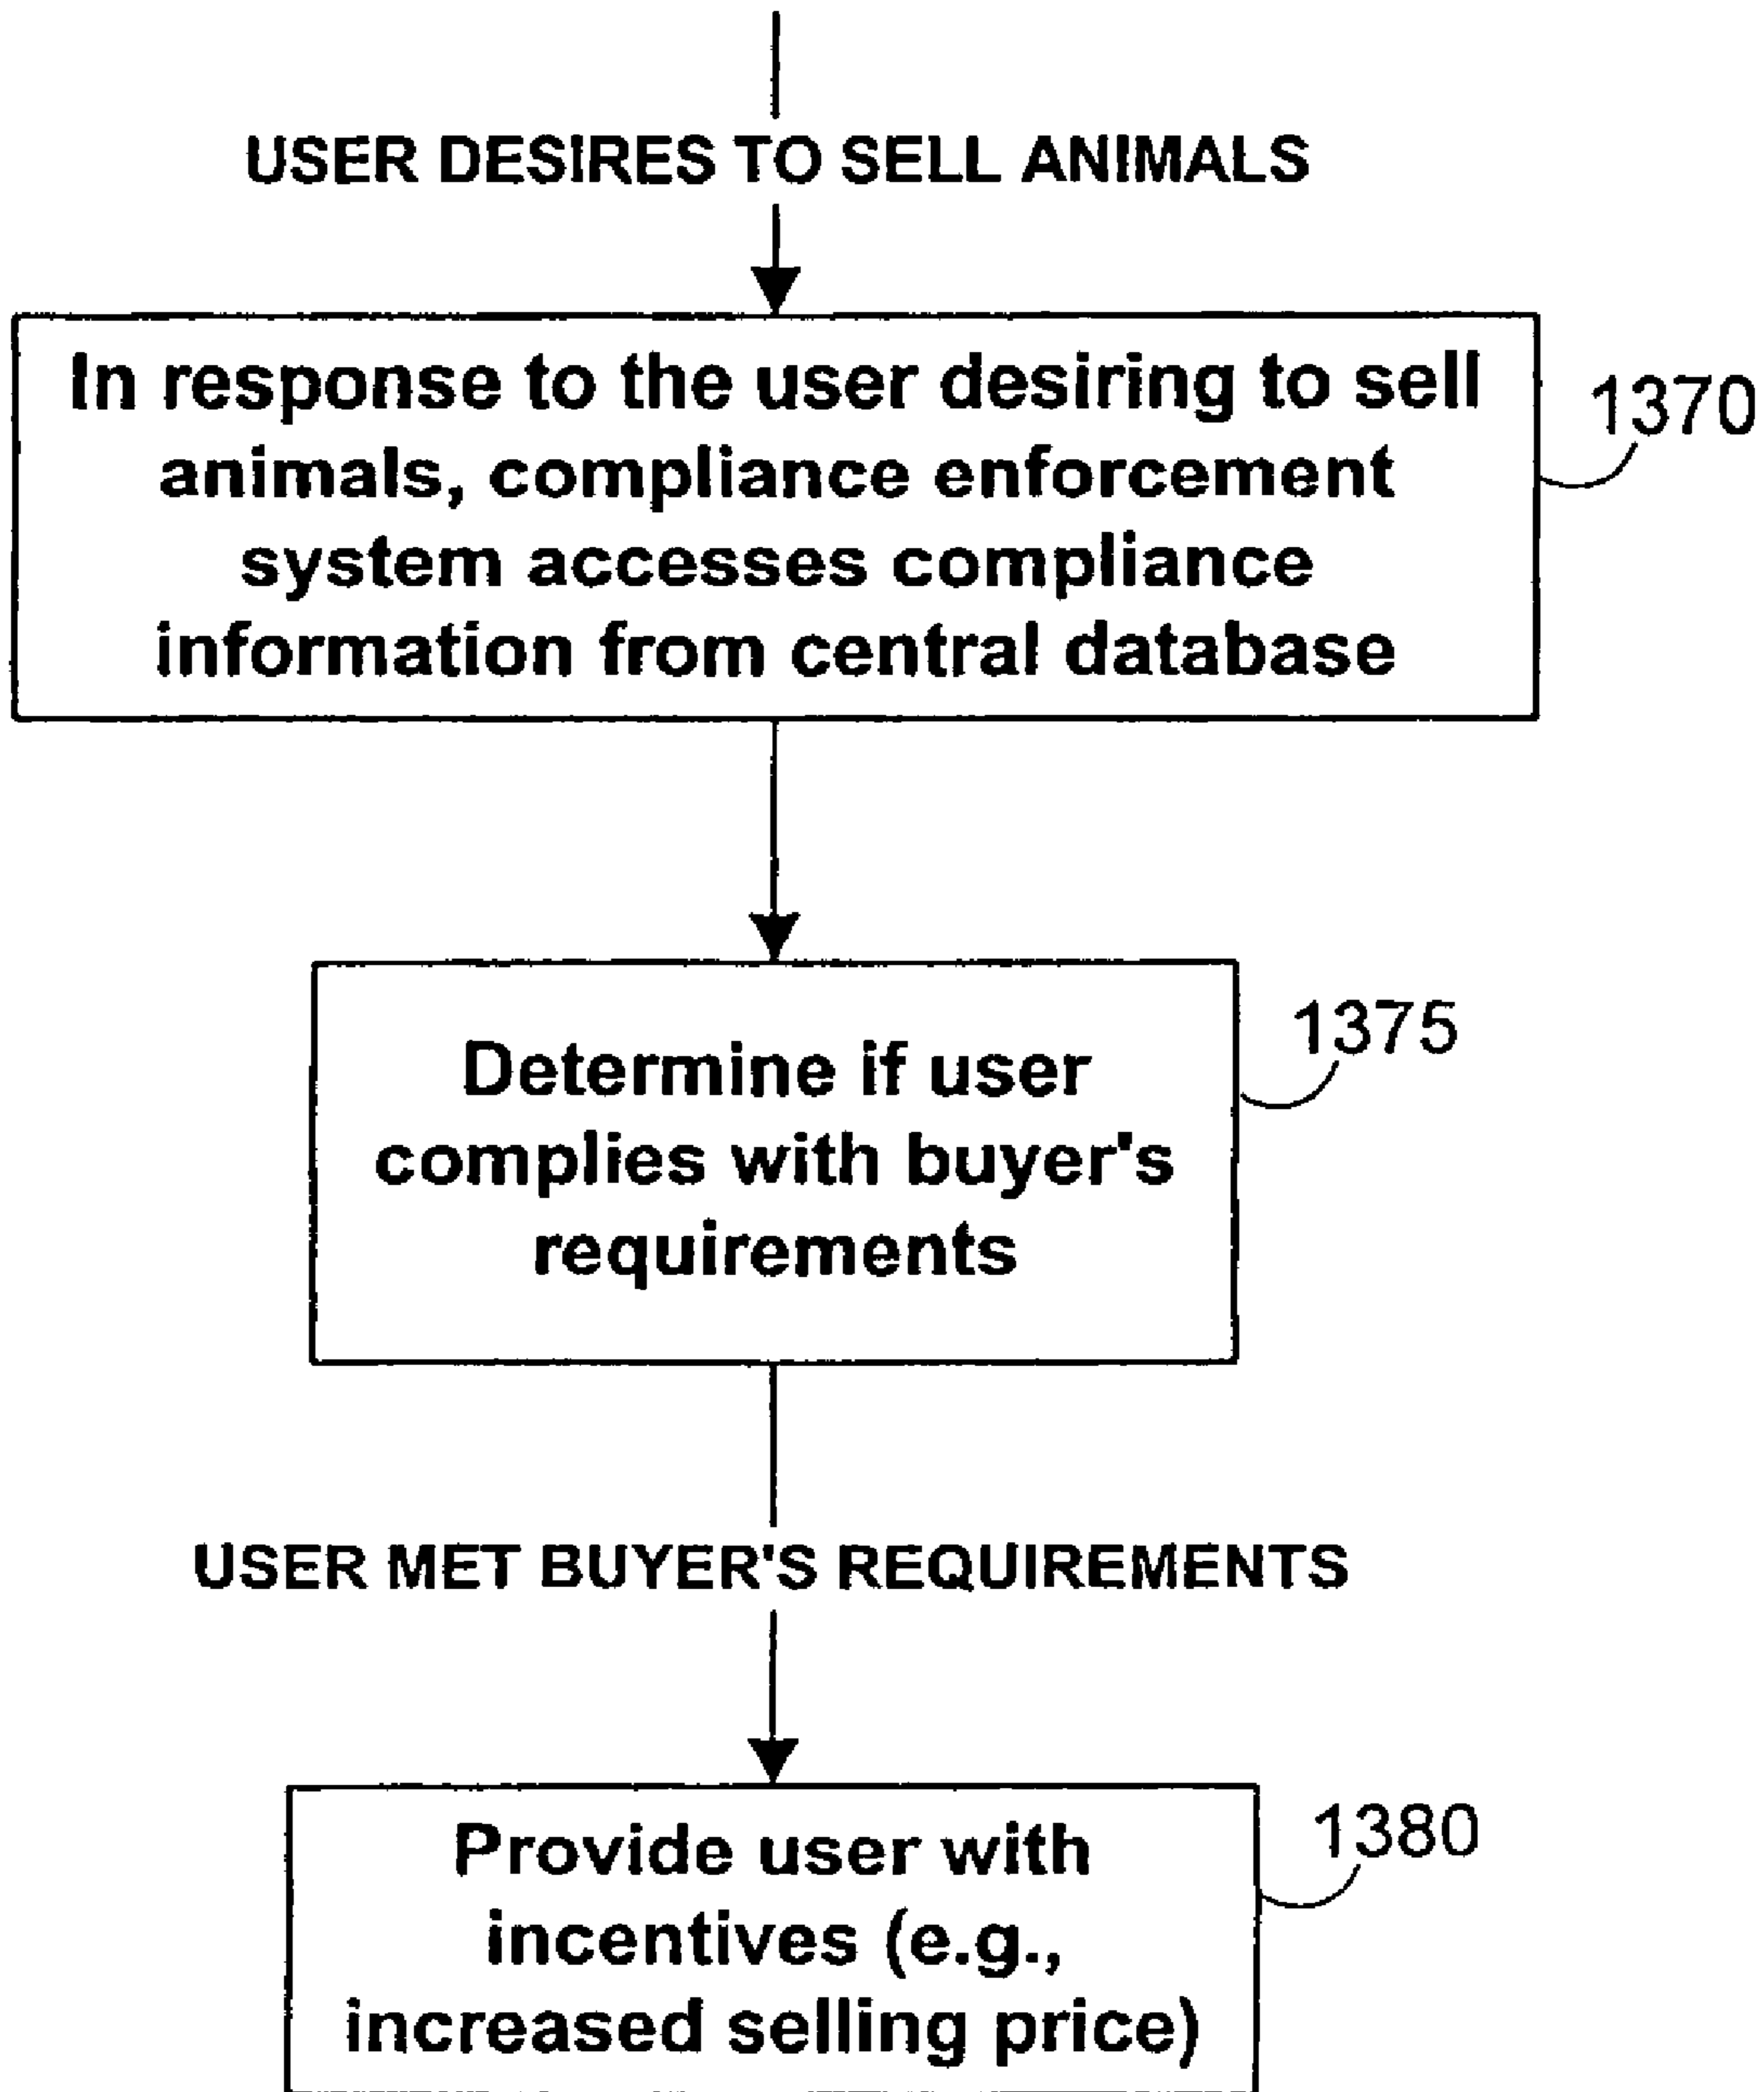 USER DESIRES TO SELL ANIMALS
In response to the user desiring to sell
animals, compliance enforcement
system accesses compliance
information from central database
1370
Determine if user
complies with buyer's
requirements
1375
USER MET BUYER'S REQUIREMENTS
Provide user with
incentives (e.g.,
increased selling price)
1380